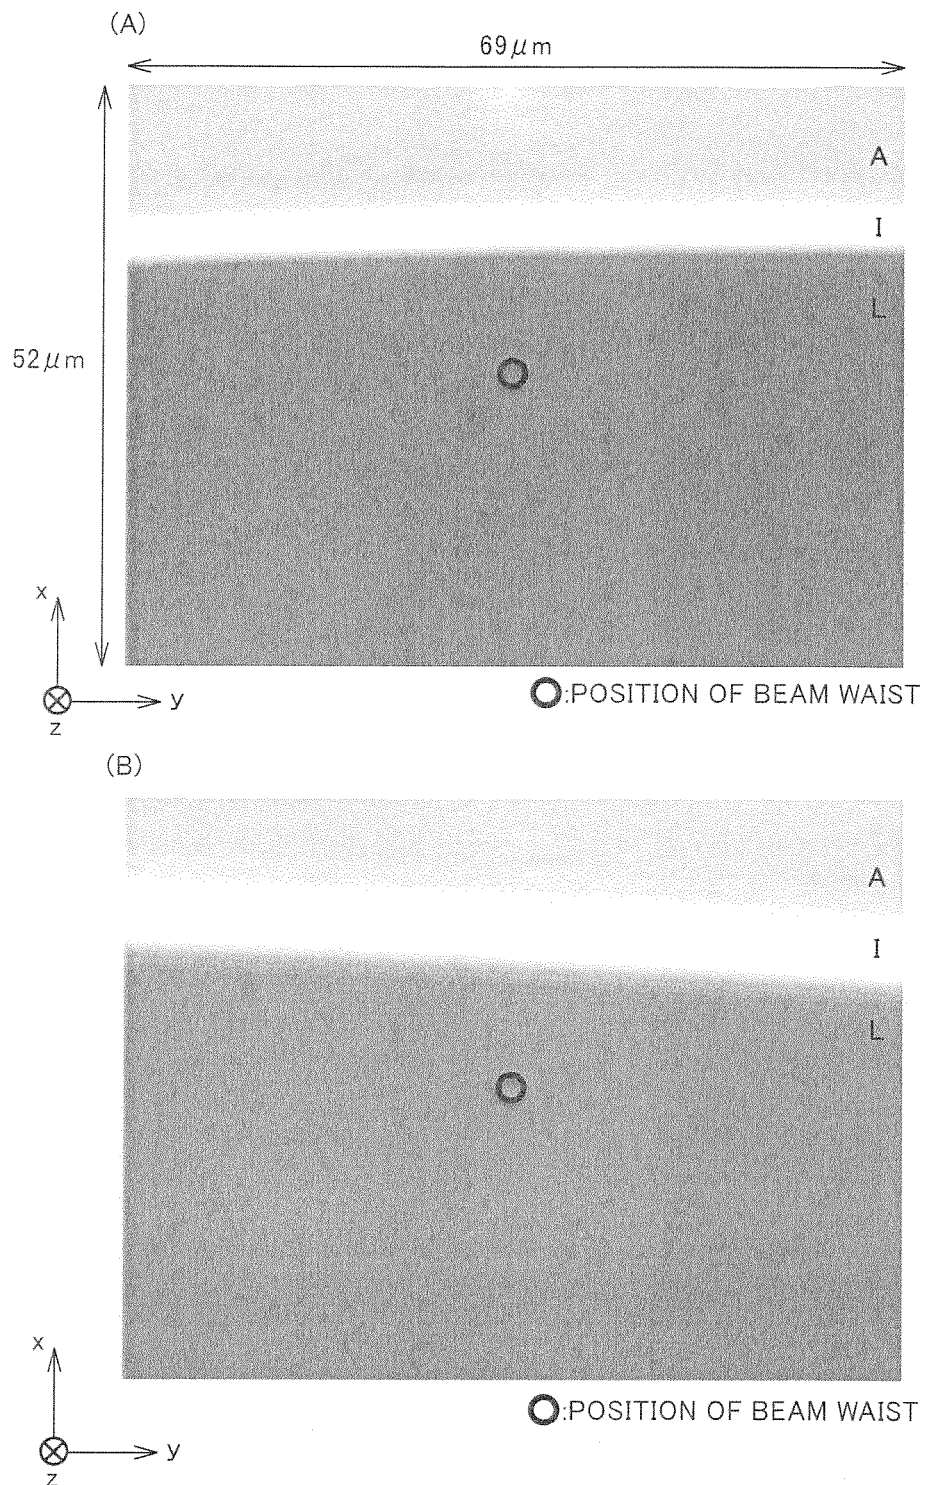 (A)
69μm
A
I
L
52μm
x
y
z
:POSITION OF BEAM WAIST
(B)
A
I
L
x
y
z
:POSITION OF BEAM WAIST